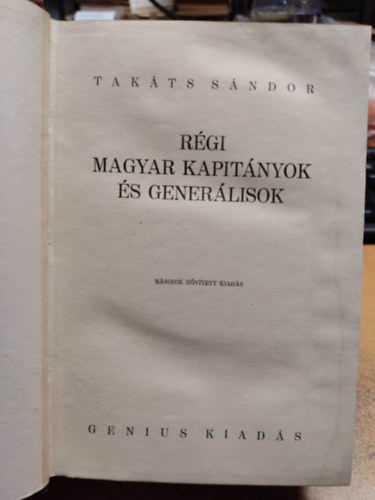 TAKÁTS SÁNDOR
RÉGI
MAGYAR KAPITÁNYOK
ÉS GENERÁLISOK
MÁSODIK BŐVÍTETT KIADÁS
GENIUS KIADÁS